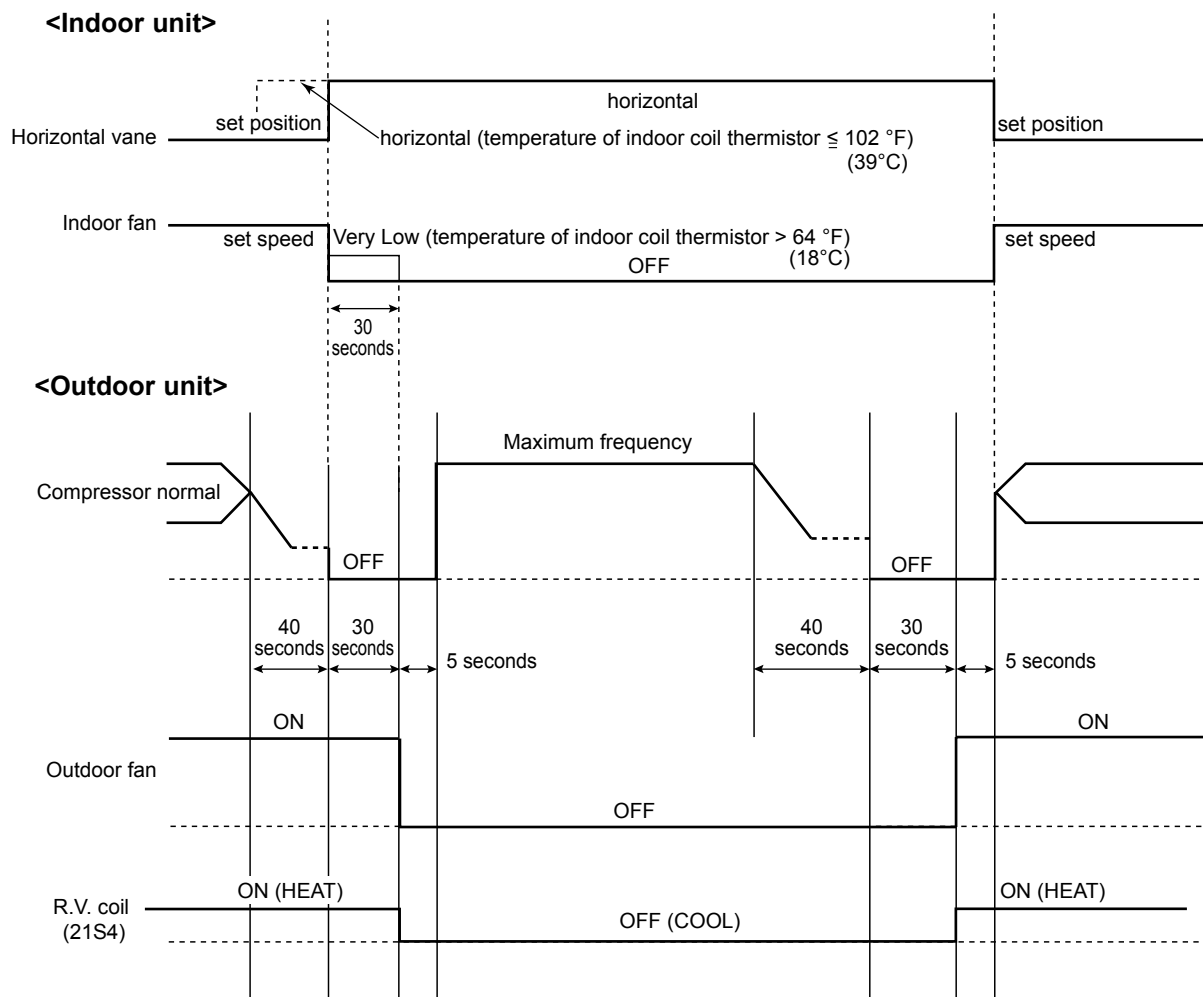 <Indoor unit>
horizontal
set position
set position
Horizontal vane
horizontal (temperature of indoor coil thermistor ≦ 102 °F)
(39°C)
Indoor fan
set speed
Very Low (temperature of indoor coil thermistor > 64 °F)
(18°C)
set speed
OFF
30
seconds
<Outdoor unit>
Maximum frequency
Compressor normal
OFF
OFF
40
seconds
30
seconds
5 seconds
40
seconds
30
seconds
5 seconds
ON
ON
Outdoor fan
OFF
ON (HEAT)
ON (HEAT)
R.V. coil
(21S4)
OFF (COOL)